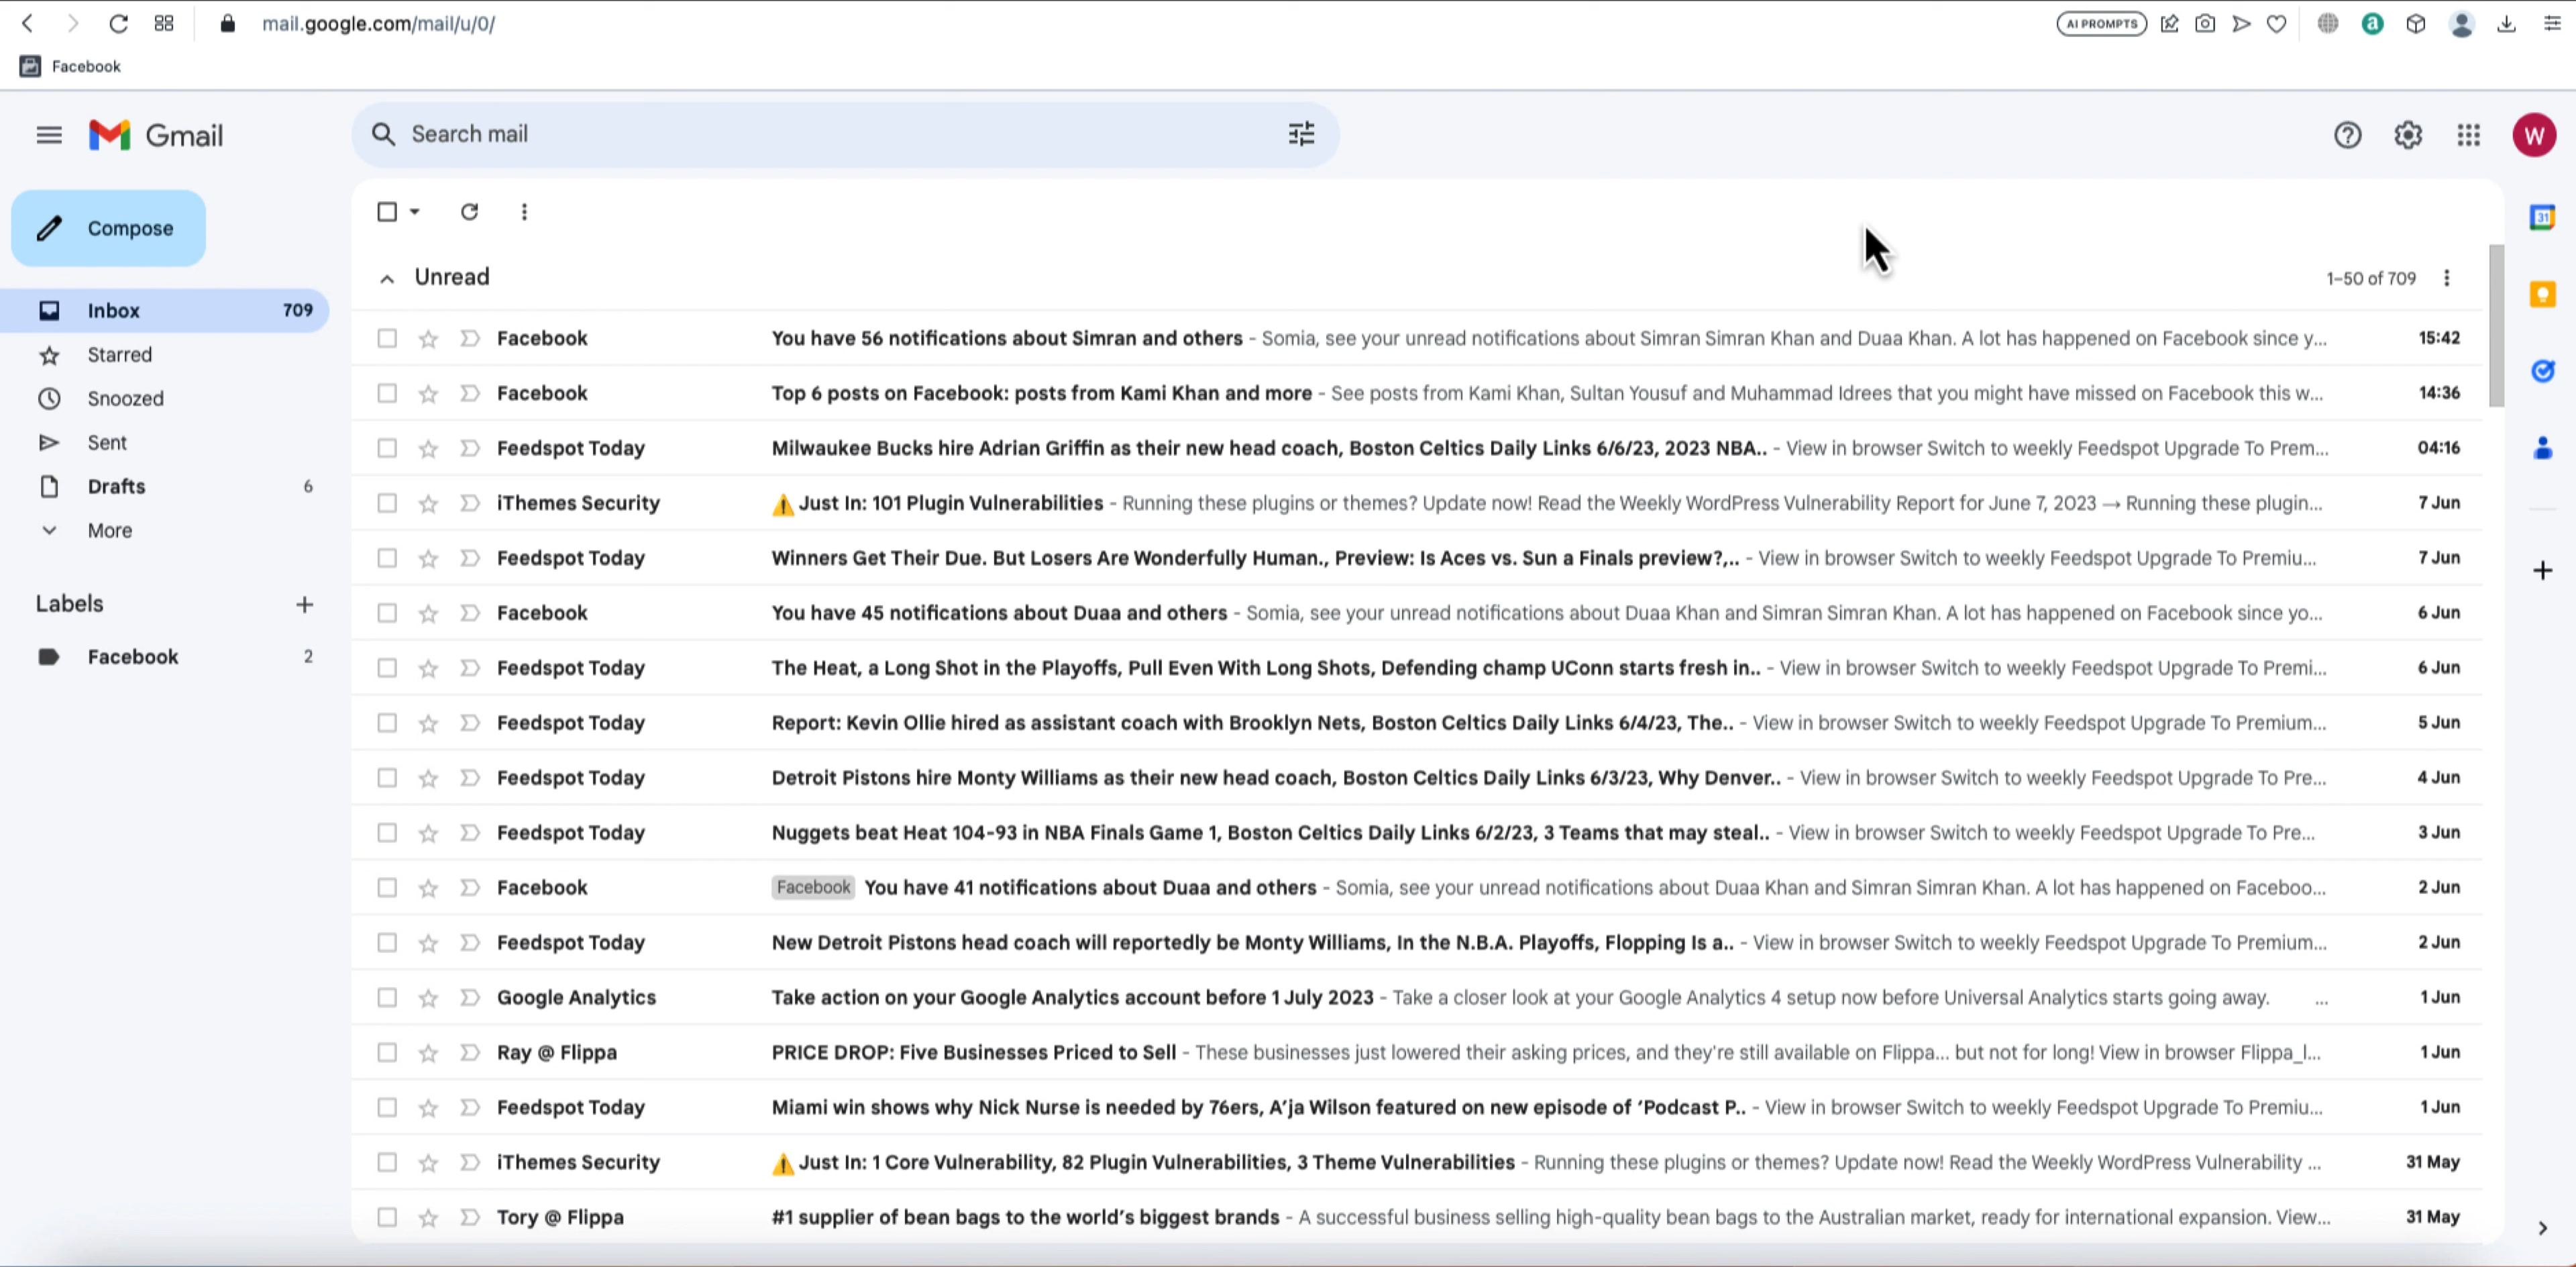 mail.google.com/mail/u/0/
AI PROMPTS
a
Facebook
Gmail
Search mail
W
Compose
31
Unread
1–50 of 709
Inbox 709
Starred
Snoozed
Sent
Drafts 6
More
Labels
Facebook 2
Facebook You have 56 notifications about Simran and others - Somia, see your unread notifications about Simran Simran Khan and Duaa Khan. A lot has happened on Facebook since y... 15:42
Facebook Top 6 posts on Facebook: posts from Kami Khan and more - See posts from Kami Khan, Sultan Yousuf and Muhammad Idrees that you might have missed on Facebook this w... 14:36
Feedspot Today Milwaukee Bucks hire Adrian Griffin as their new head coach, Boston Celtics Daily Links 6/6/23, 2023 NBA.. - View in browser Switch to weekly Feedspot Upgrade To Prem... 04:16
iThemes Security ⚠️ Just In: 101 Plugin Vulnerabilities - Running these plugins or themes? Update now! Read the Weekly WordPress Vulnerability Report for June 7, 2023 → Running these plugin... 7 Jun
Feedspot Today Winners Get Their Due. But Losers Are Wonderfully Human., Preview: Is Aces vs. Sun a Finals preview?,.. - View in browser Switch to weekly Feedspot Upgrade To Premiu... 7 Jun
Facebook You have 45 notifications about Duaa and others - Somia, see your unread notifications about Duaa Khan and Simran Simran Khan. A lot has happened on Facebook since yo... 6 Jun
Feedspot Today The Heat, a Long Shot in the Playoffs, Pull Even With Long Shots, Defending champ UConn starts fresh in.. - View in browser Switch to weekly Feedspot Upgrade To Premi... 6 Jun
Feedspot Today Report: Kevin Ollie hired as assistant coach with Brooklyn Nets, Boston Celtics Daily Links 6/4/23, The.. - View in browser Switch to weekly Feedspot Upgrade To Premium... 5 Jun
Feedspot Today Detroit Pistons hire Monty Williams as their new head coach, Boston Celtics Daily Links 6/3/23, Why Denver.. - View in browser Switch to weekly Feedspot Upgrade To Pre... 4 Jun
Feedspot Today Nuggets beat Heat 104-93 in NBA Finals Game 1, Boston Celtics Daily Links 6/2/23, 3 Teams that may steal.. - View in browser Switch to weekly Feedspot Upgrade To Pre... 3 Jun
Facebook Facebook You have 41 notifications about Duaa and others - Somia, see your unread notifications about Duaa Khan and Simran Simran Khan. A lot has happened on Faceboo... 2 Jun
Feedspot Today New Detroit Pistons head coach will reportedly be Monty Williams, In the N.B.A. Playoffs, Flopping Is a.. - View in browser Switch to weekly Feedspot Upgrade To Premium... 2 Jun
Google Analytics Take action on your Google Analytics account before 1 July 2023 - Take a closer look at your Google Analytics 4 setup now before Universal Analytics starts going away. ... 1 Jun
Ray @ Flippa PRICE DROP: Five Businesses Priced to Sell - These businesses just lowered their asking prices, and they're still available on Flippa... but not for long! View in browser Flippa_l... 1 Jun
Feedspot Today Miami win shows why Nick Nurse is needed by 76ers, A'ja Wilson featured on new episode of 'Podcast P.. - View in browser Switch to weekly Feedspot Upgrade To Premiu... 1 Jun
iThemes Security ⚠️ Just In: 1 Core Vulnerability, 82 Plugin Vulnerabilities, 3 Theme Vulnerabilities - Running these plugins or themes? Update now! Read the Weekly WordPress Vulnerability ... 31 May
Tory @ Flippa #1 supplier of bean bags to the world's biggest brands - A successful business selling high-quality bean bags to the Australian market, ready for international expansion. View... 31 May